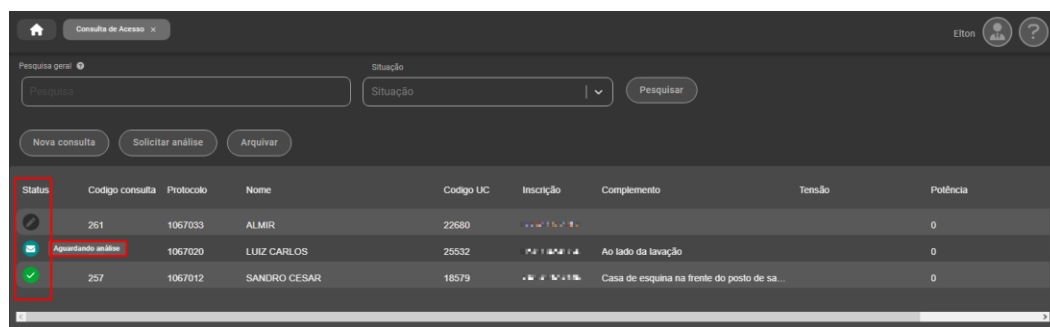 Consulta de Acesso ×
Elton
?
Pesquisa geral ?
Situação
Pesquisa
Situação
Pesquisar
Nova consulta
Solicitar análise
Arquivar
Status Codigo consulta Protocolo Nome Codigo UC Inscrição Complemento Tensão Potência
261 1067033 ALMIR 22680 0
Aguardando análise 1067020 LUIZ CARLOS 25532 Ao lado da lavação 0
257 1067012 SANDRO CESAR 18579 Casa de esquina na frente do posto de sa... 0